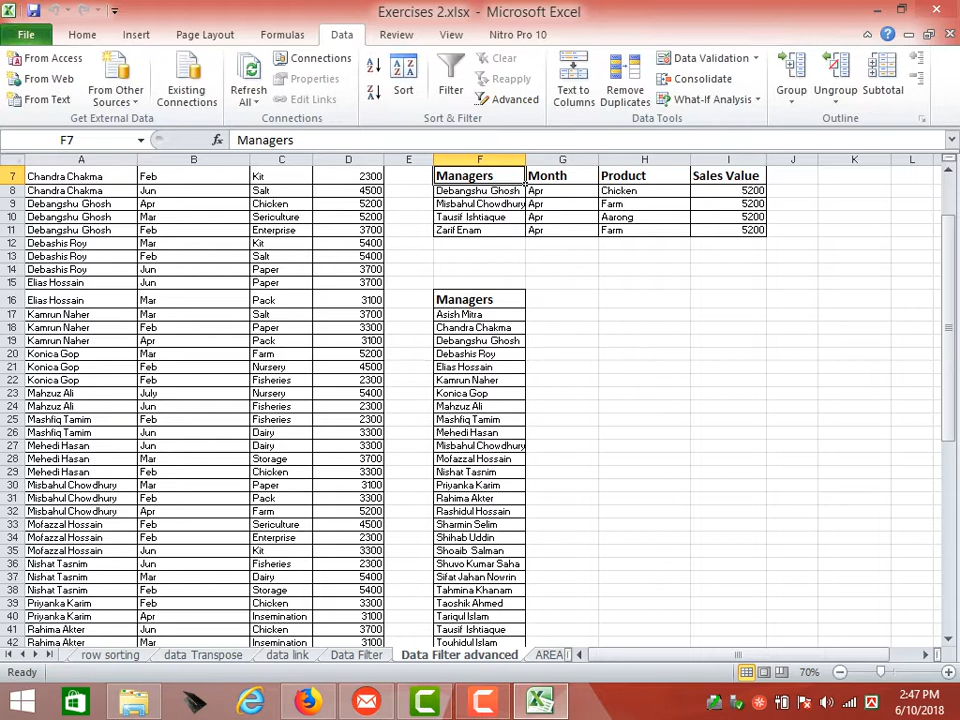 Exercises 2.xlsx - Microsoft Excel
File Home Insert Page Layout Formulas Data Review View Nitro Pro 10
From Access
From Web
From Text
From Other Sources
Existing Connections
Get External Data
Refresh All
Connections
Properties
Edit Links
Connections
Sort
Filter
Clear
Reapply
Advanced
Sort & Filter
Text to Columns
Remove Duplicates
Data Validation
Consolidate
What-If Analysis
Data Tools
Group
Ungroup
Subtotal
Outline
F7 fx Managers
A B C D E F G H I J K L
7 Chandra Chakma Feb Kit 2300 Managers Month Product Sales Value
8 Chandra Chakma Jun Salt 4500 Debangshu Ghosh Apr Chicken 5200
9 Debangshu Ghosh Apr Chicken 5200 Misbahul Chowdhury Apr Farm 5200
10 Debangshu Ghosh Mar Sericulture 5200 Tausif Ishtiaque Apr Aarong 5200
11 Debangshu Ghosh Feb Enterprise 3700 Zarif Enam Apr Farm 5200
12 Debashis Roy Mar Kit 5400
13 Debashis Roy Feb Salt 5400
14 Debashis Roy Jun Paper 3700
15 Elias Hossain Jun Paper 3700
16 Elias Hossain Mar Pack 3100 Managers
17 Kamrun Naher Mar Salt 3700 Asish Mitra
18 Kamrun Naher Feb Paper 3300 Chandra Chakma
19 Kamrun Naher Apr Pack 3100 Debangshu Ghosh
20 Konica Gop Mar Farm 5200 Debashis Roy
21 Konica Gop Feb Nursery 4500 Elias Hossain
22 Konica Gop Feb Fisheries 2300 Kamrun Naher
23 Mahzuz Ali July Nursery 5400 Konica Gop
24 Mahzuz Ali Jun Fisheries 2300 Mahzuz Ali
25 Mashfiq Tamim Feb Fisheries 2300 Mashfiq Tamim
26 Mashfiq Tamim Jun Dairy 3300 Mehedi Hasan
27 Mehedi Hasan Jun Dairy 3300 Misbahul Chowdhury
28 Mehedi Hasan Mar Storage 3700 Mofazzal Hossain
29 Mehedi Hasan Feb Chicken 3300 Nishat Tasnim
30 Misbahul Chowdhury Mar Paper 3100 Priyanka Karim
31 Misbahul Chowdhury Feb Pack 3300 Rahima Akter
32 Misbahul Chowdhury Apr Farm 5200 Rashidul Hossain
33 Mofazzal Hossain Feb Sericulture 4500 Sharmin Selim
34 Mofazzal Hossain Feb Enterprise 2300 Shihab Uddin
35 Mofazzal Hossain Jun Kit 3300 Shoaib Salman
36 Nishat Tasnim Jun Fisheries 2300 Shuvo Kumar Saha
37 Nishat Tasnim Mar Dairy 5400 Sifat Jahan Nowrin
38 Nishat Tasnim Feb Storage 5400 Tahmina Khanam
39 Priyanka Karim Feb Chicken 3300 Taoshik Ahmed
40 Priyanka Karim Apr Insemination 3100 Tariqul Islam
41 Rahima Akter Jun Chicken 3700 Tausif Ishtiaque
42 Rahima Akter Mar Insemination 3100 Touhidul Islam
row sorting data Transpose data link Data Filter Data Filter advanced AREA
Ready 70%
2:47 PM
6/10/2018